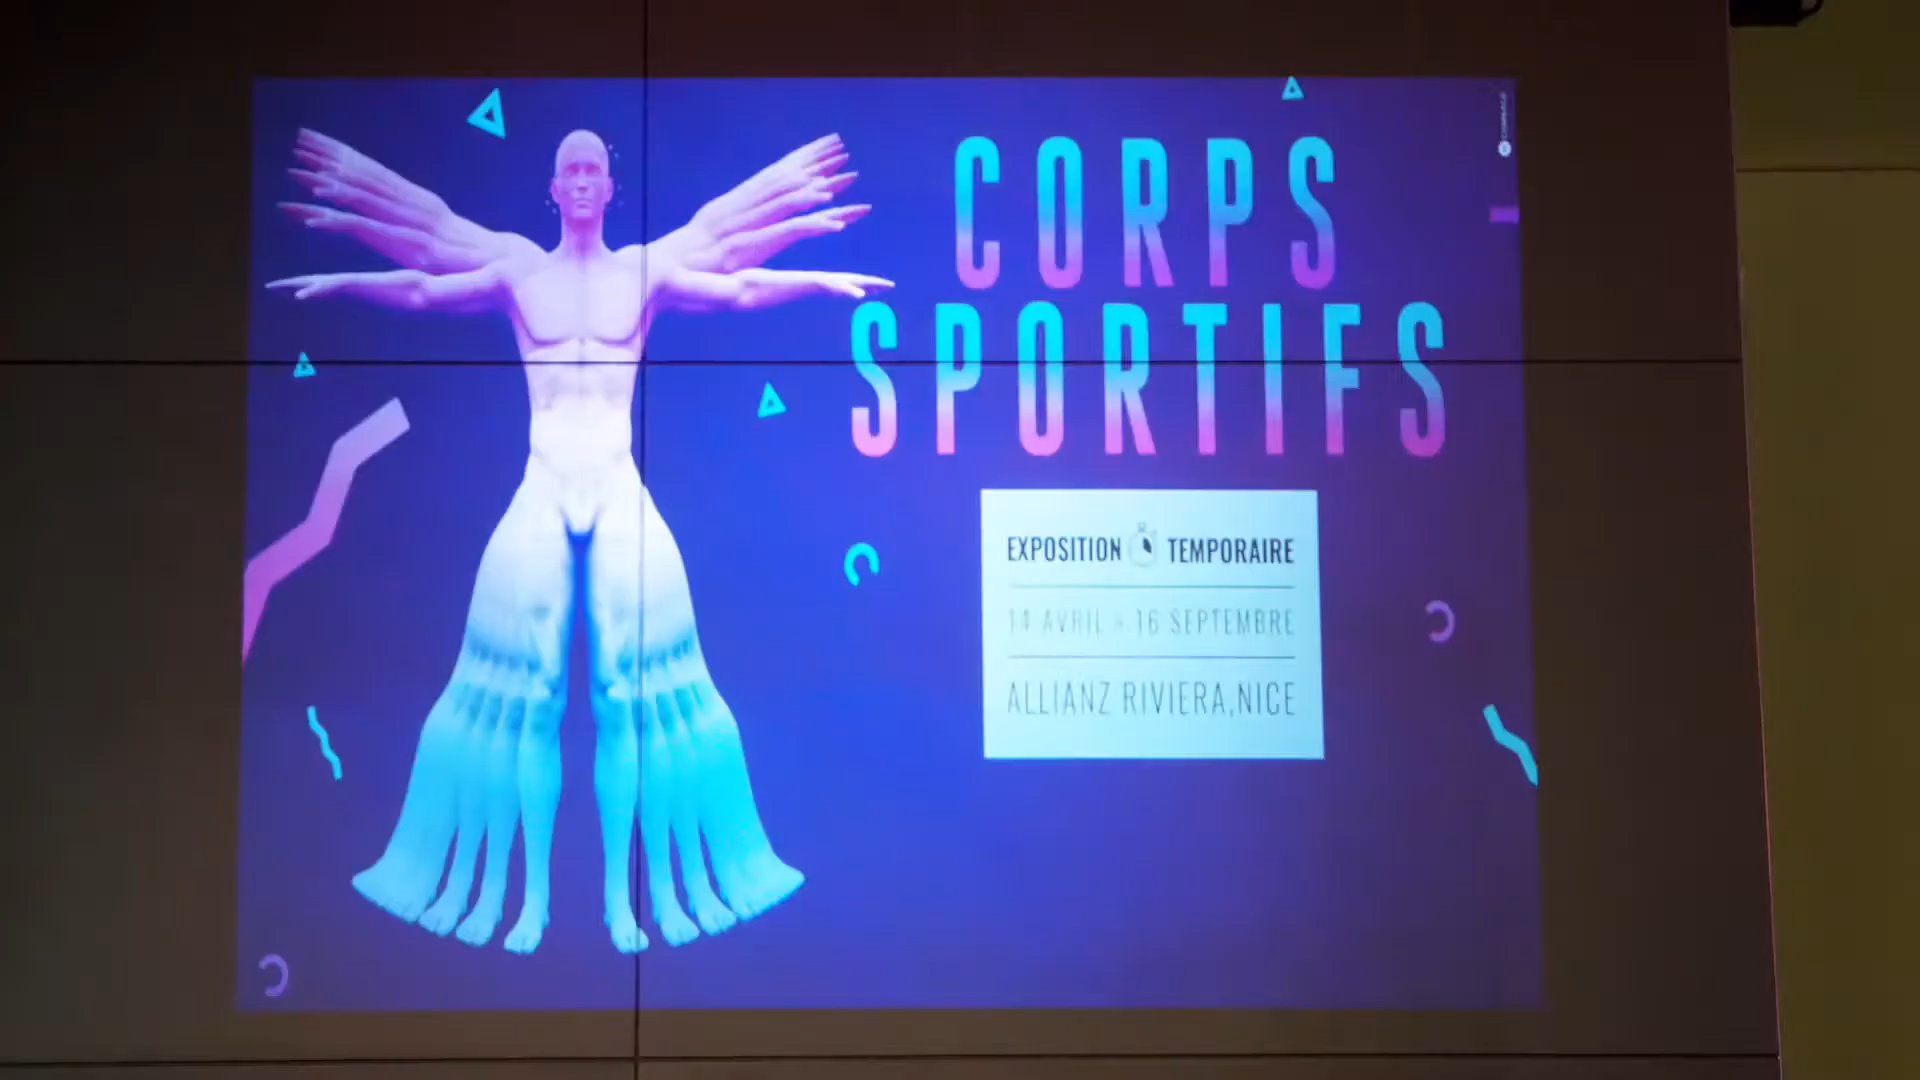 CORPS
SPORTIFS
EXPOSITION TEMPORAIRE
14 AVRIL - 16 SEPTEMBRE
ALLIANZ RIVIERA, NICE